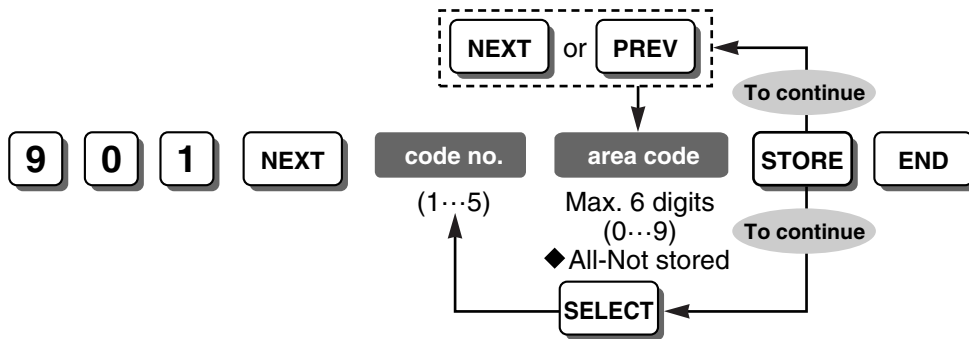 NEXT or PREV
To continue
9 0 1 NEXT code no. area code STORE END
(1···5) Max. 6 digits
(0···9)
To continue
◆ All-Not stored
SELECT